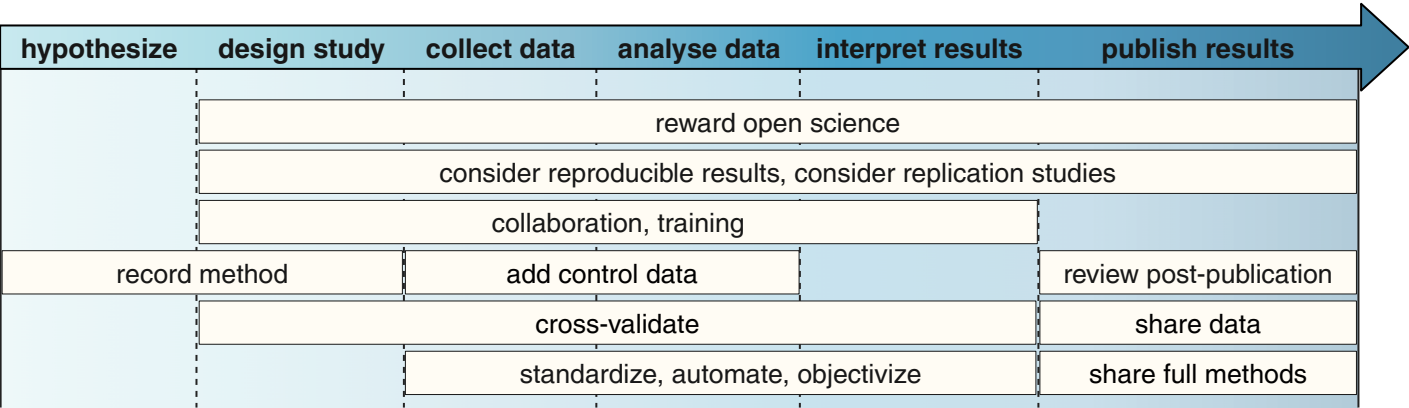 hypothesize design study collect data analyse data interpret results publish results
reward open science
consider reproducible results, consider replication studies
collaboration, training
record method add control data review post-publication
cross-validate share data
standardize, automate, objectivize share full methods